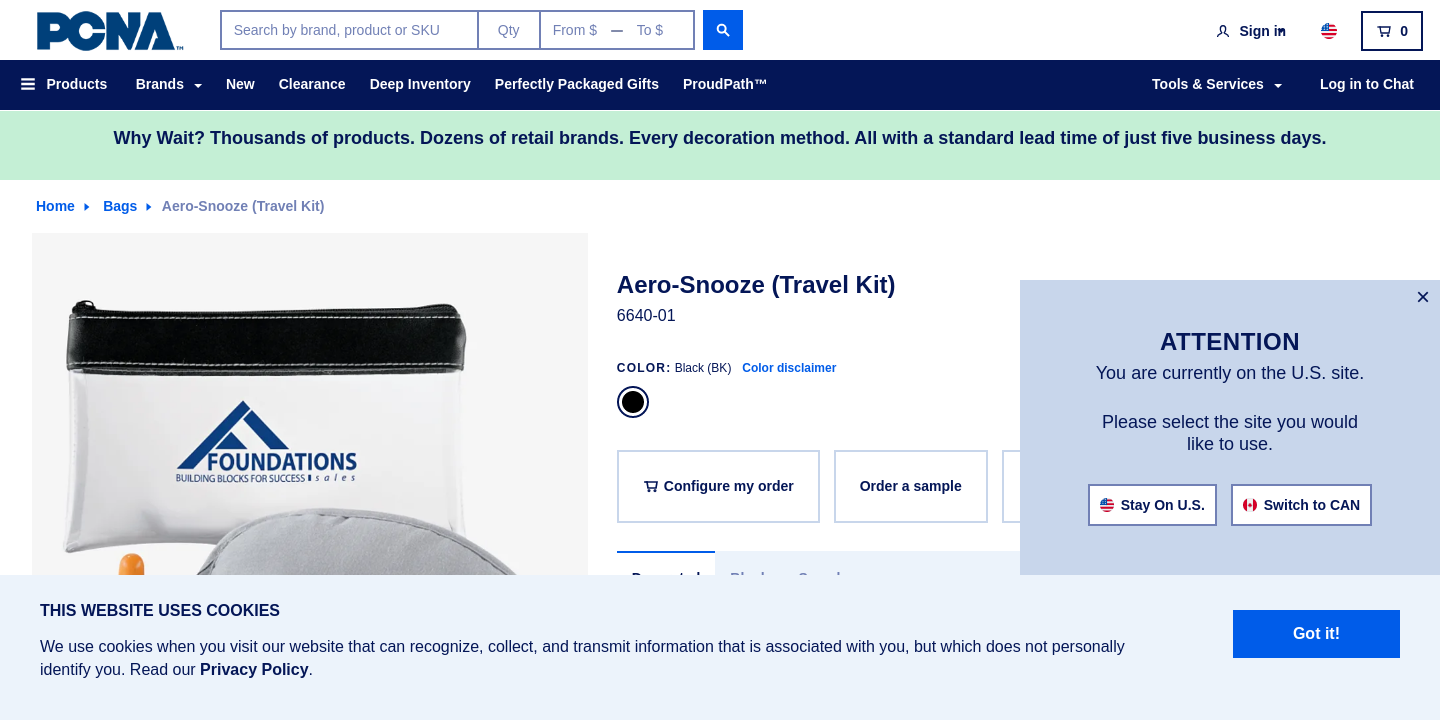 PCNA™
Search by brand, product or SKU
Qty
From $ — To $
Sign in
0
Products
Brands
New
Clearance
Deep Inventory
Perfectly Packaged Gifts
ProudPath™
Tools & Services
Log in to Chat
Why Wait? Thousands of products. Dozens of retail brands. Every decoration method. All with a standard lead time of just five business days.
Home
Bags
Aero-Snooze (Travel Kit)
FOUNDATIONS
BUILDING BLOCKS FOR SUCCESS sales
Aero-Snooze (Travel Kit)
6640-01
COLOR: Black (BK) Color disclaimer
Configure my order
Order a sample
×
ATTENTION
You are currently on the U.S. site.
Please select the site you would
like to use.
Stay On U.S.
Switch to CAN
THIS WEBSITE USES COOKIES
We use cookies when you visit our website that can recognize, collect, and transmit information that is associated with you, but which does not personally
identify you. Read our Privacy Policy.
Got it!